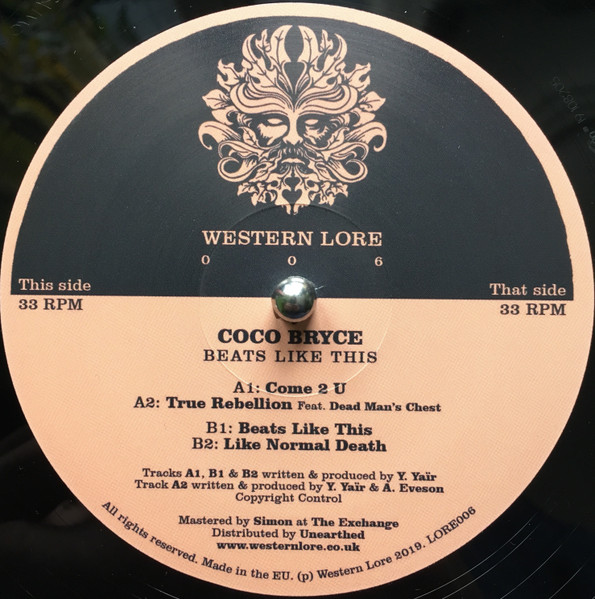 WESTERN LORE
0 0 6
This side
33 RPM
That side
33 RPM
COCO BRYCE
BEATS LIKE THIS
A1: Come 2 U
A2: True Rebellion Feat. Dead Man's Chest
B1: Beats Like This
B2: Like Normal Death
Tracks A1, B1 & B2 written & produced by Y. Yaïr
Track A2 written & produced by Y. Yaïr & A. Eveson
Copyright Control
Mastered by Simon at The Exchange
Distributed by Unearthed
www.westernlore.co.uk
All rights reserved. Made in the EU. (p) Western Lore 2019. LORE006